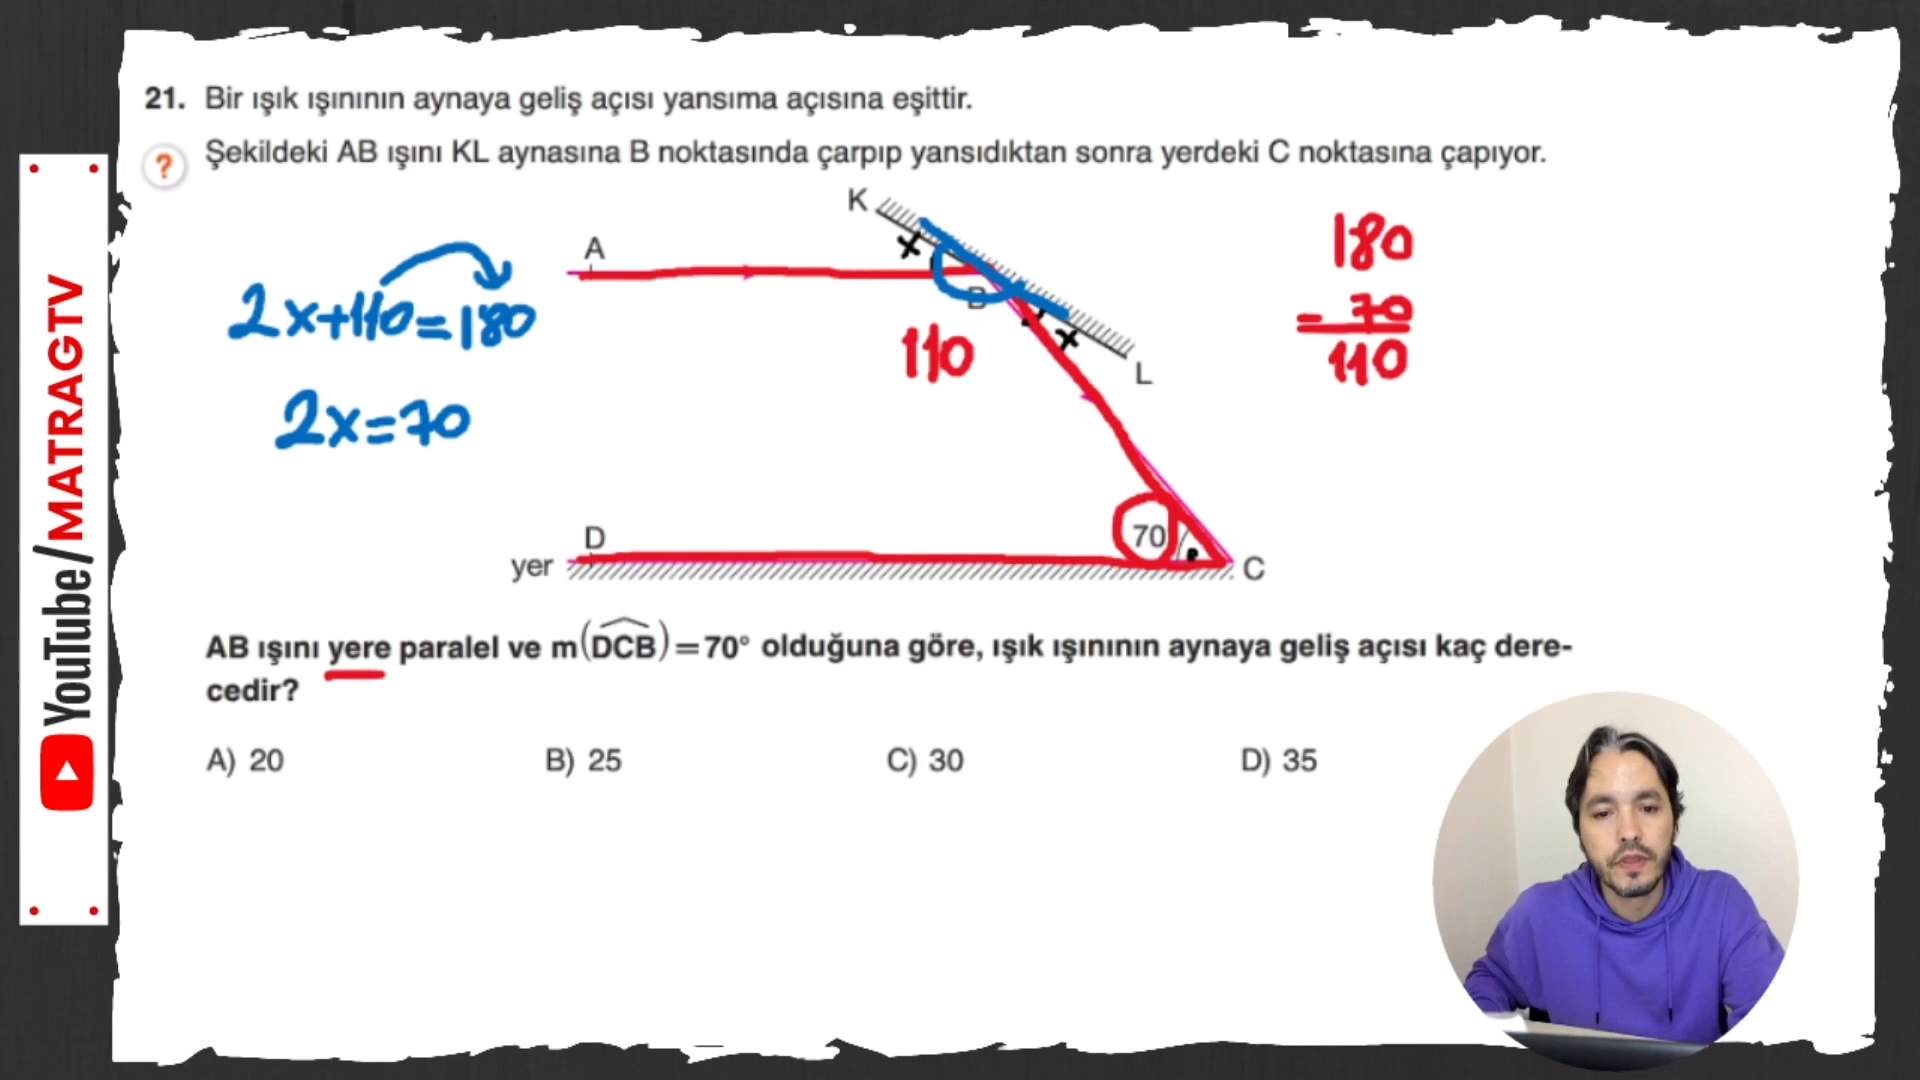 21. Bir ışık ışınının aynaya geliş açısı yansıma açısına eşittir.
? Şekildeki AB ışını KL aynasına B noktasında çarpıp yansıdıktan sonra yerdeki C noktasına çapıyor.
K
A
x
B
x
L
110
2x+110=180
2x=70
180
- 70
110
D
70
yer
C
AB ışını yere paralel ve m(DCB)=70° olduğuna göre, ışık ışınının aynaya geliş açısı kaç dere-
cedir?
A) 20 B) 25 C) 30 D) 35
YouTube/MATRAGTV